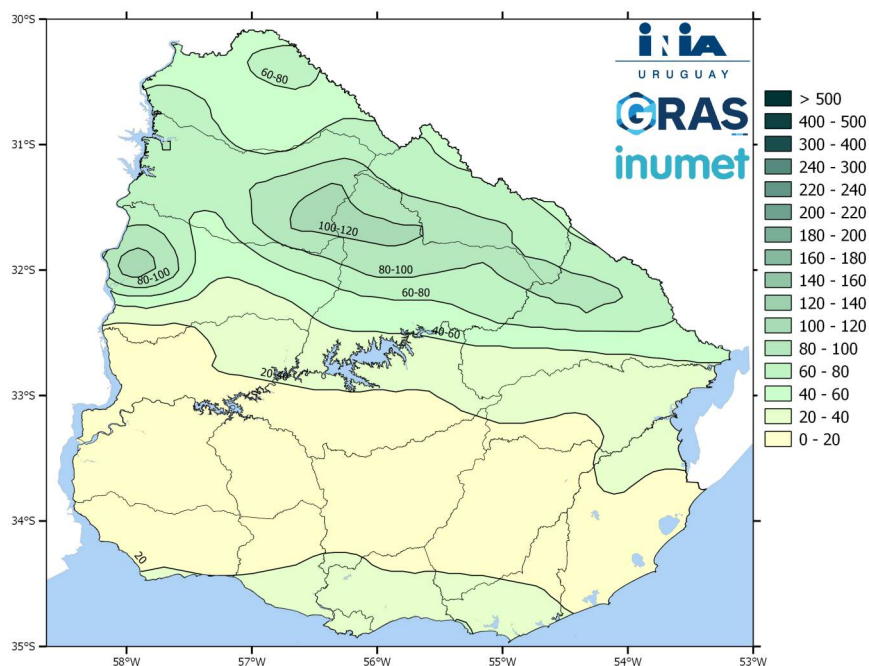 30°S
31°S
32°S
33°S
34°S
35°S
58°W
57°W
56°W
55°W
54°W
53°W
60-80
100-120
80-100
80-100
60-80
40-60
20-40
20
INIA
URUGUAY
GRAS
inumet
> 500
400 - 500
300 - 400
240 - 300
220 - 240
200 - 220
180 - 200
160 - 180
140 - 160
120 - 140
100 - 120
80 - 100
60 - 80
40 - 60
20 - 40
0 - 20